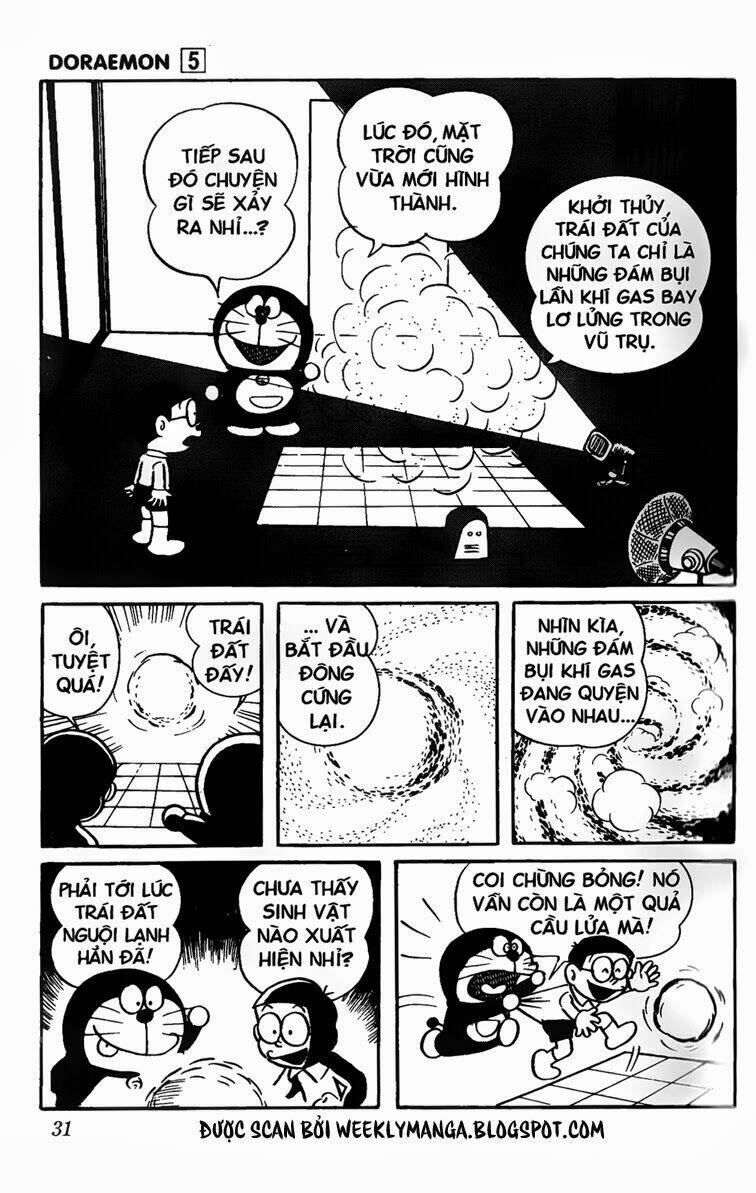 DORAEMON 5
KHỞI THỦY,
TRÁI ĐẤT CỦA
CHÚNG TA CHỈ LÀ
NHỮNG ĐÁM BỤI
LẪN KHÍ GAS BAY
LƠ LỬNG TRONG
VŨ TRỤ.
LÚC ĐÓ, MẶT
TRỜI CŨNG
VỪA MỚI HÌNH
THÀNH.
TIẾP SAU
ĐÓ CHUYỆN
GÌ SẼ XẢY
RA NHỈ...?
NHÌN KÌA,
NHỮNG ĐÁM
BỤI KHÍ GAS
ĐANG QUYỆN
VÀO NHAU...
... VÀ
BẮT ĐẦU
ĐÔNG
CỨNG
LẠI.
TRÁI
ĐẤT
ĐẤY!
ÔI,
TUYỆT
QUÁ!
COI CHỪNG BỎNG! NÓ
VẪN CÒN LÀ MỘT QUẢ
CẦU LỬA MÀ!
CHƯA THẤY
SINH VẬT
NÀO XUẤT
HIỆN NHỈ?
PHẢI TỚI LÚC
TRÁI ĐẤT
NGUỘI LẠNH
HẲN ĐÃ!
31
ĐƯỢC SCAN BỞI WEEKLYMANGA.BLOGSPOT.COM